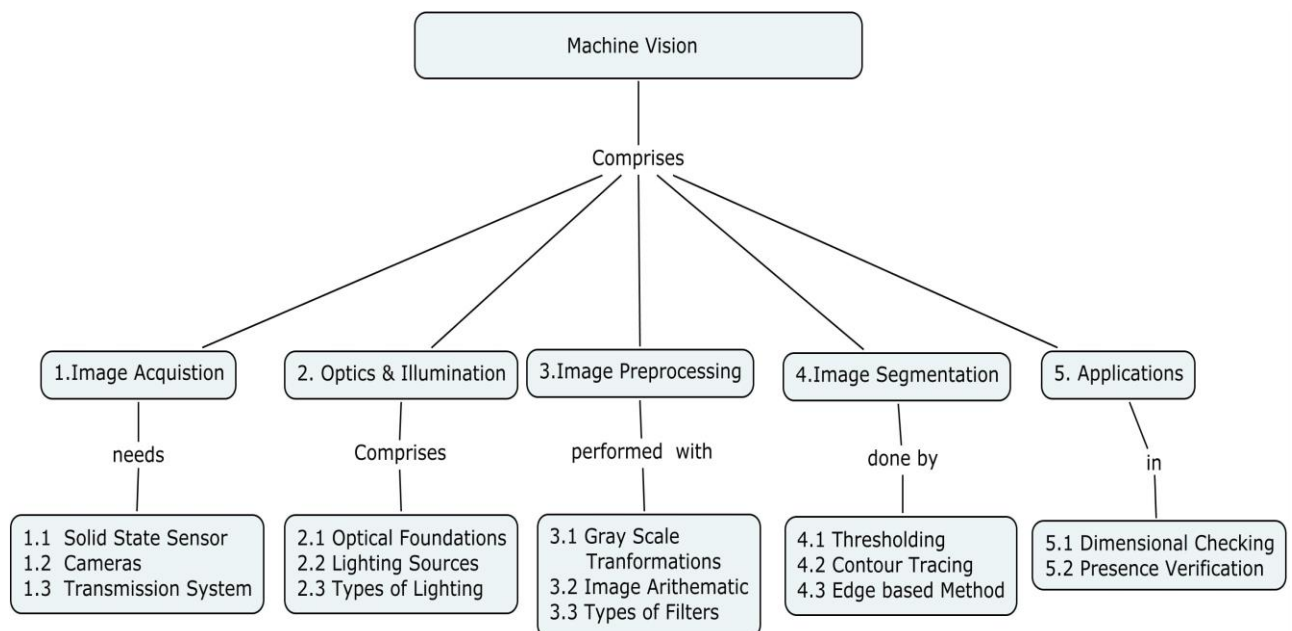 Machine Vision
Comprises
1.Image Acquistion
2. Optics & Illumination
3.Image Preprocessing
4.Image Segmentation
5. Applications
needs
Comprises
performed with
done by
in
1.1 Solid State Sensor
1.2 Cameras
1.3 Transmission System
2.1 Optical Foundations
2.2 Lighting Sources
2.3 Types of Lighting
3.1 Gray Scale
Tranformations
3.2 Image Arithematic
3.3 Types of Filters
4.1 Thresholding
4.2 Contour Tracing
4.3 Edge based Method
5.1 Dimensional Checking
5.2 Presence Verification